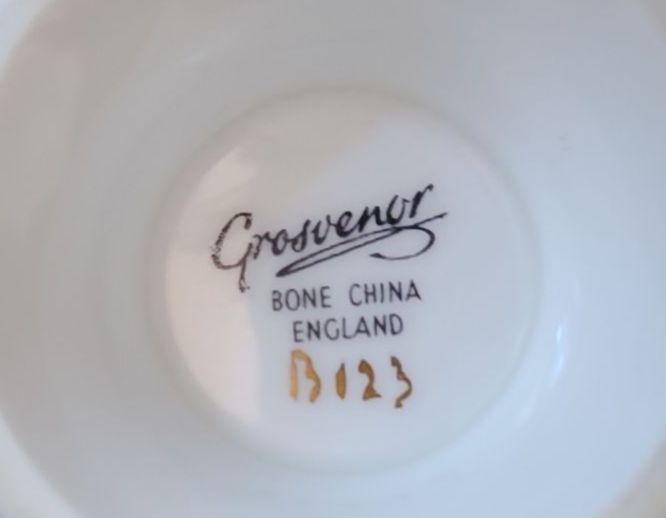 Grosvenor
BONE CHINA
ENGLAND
B123